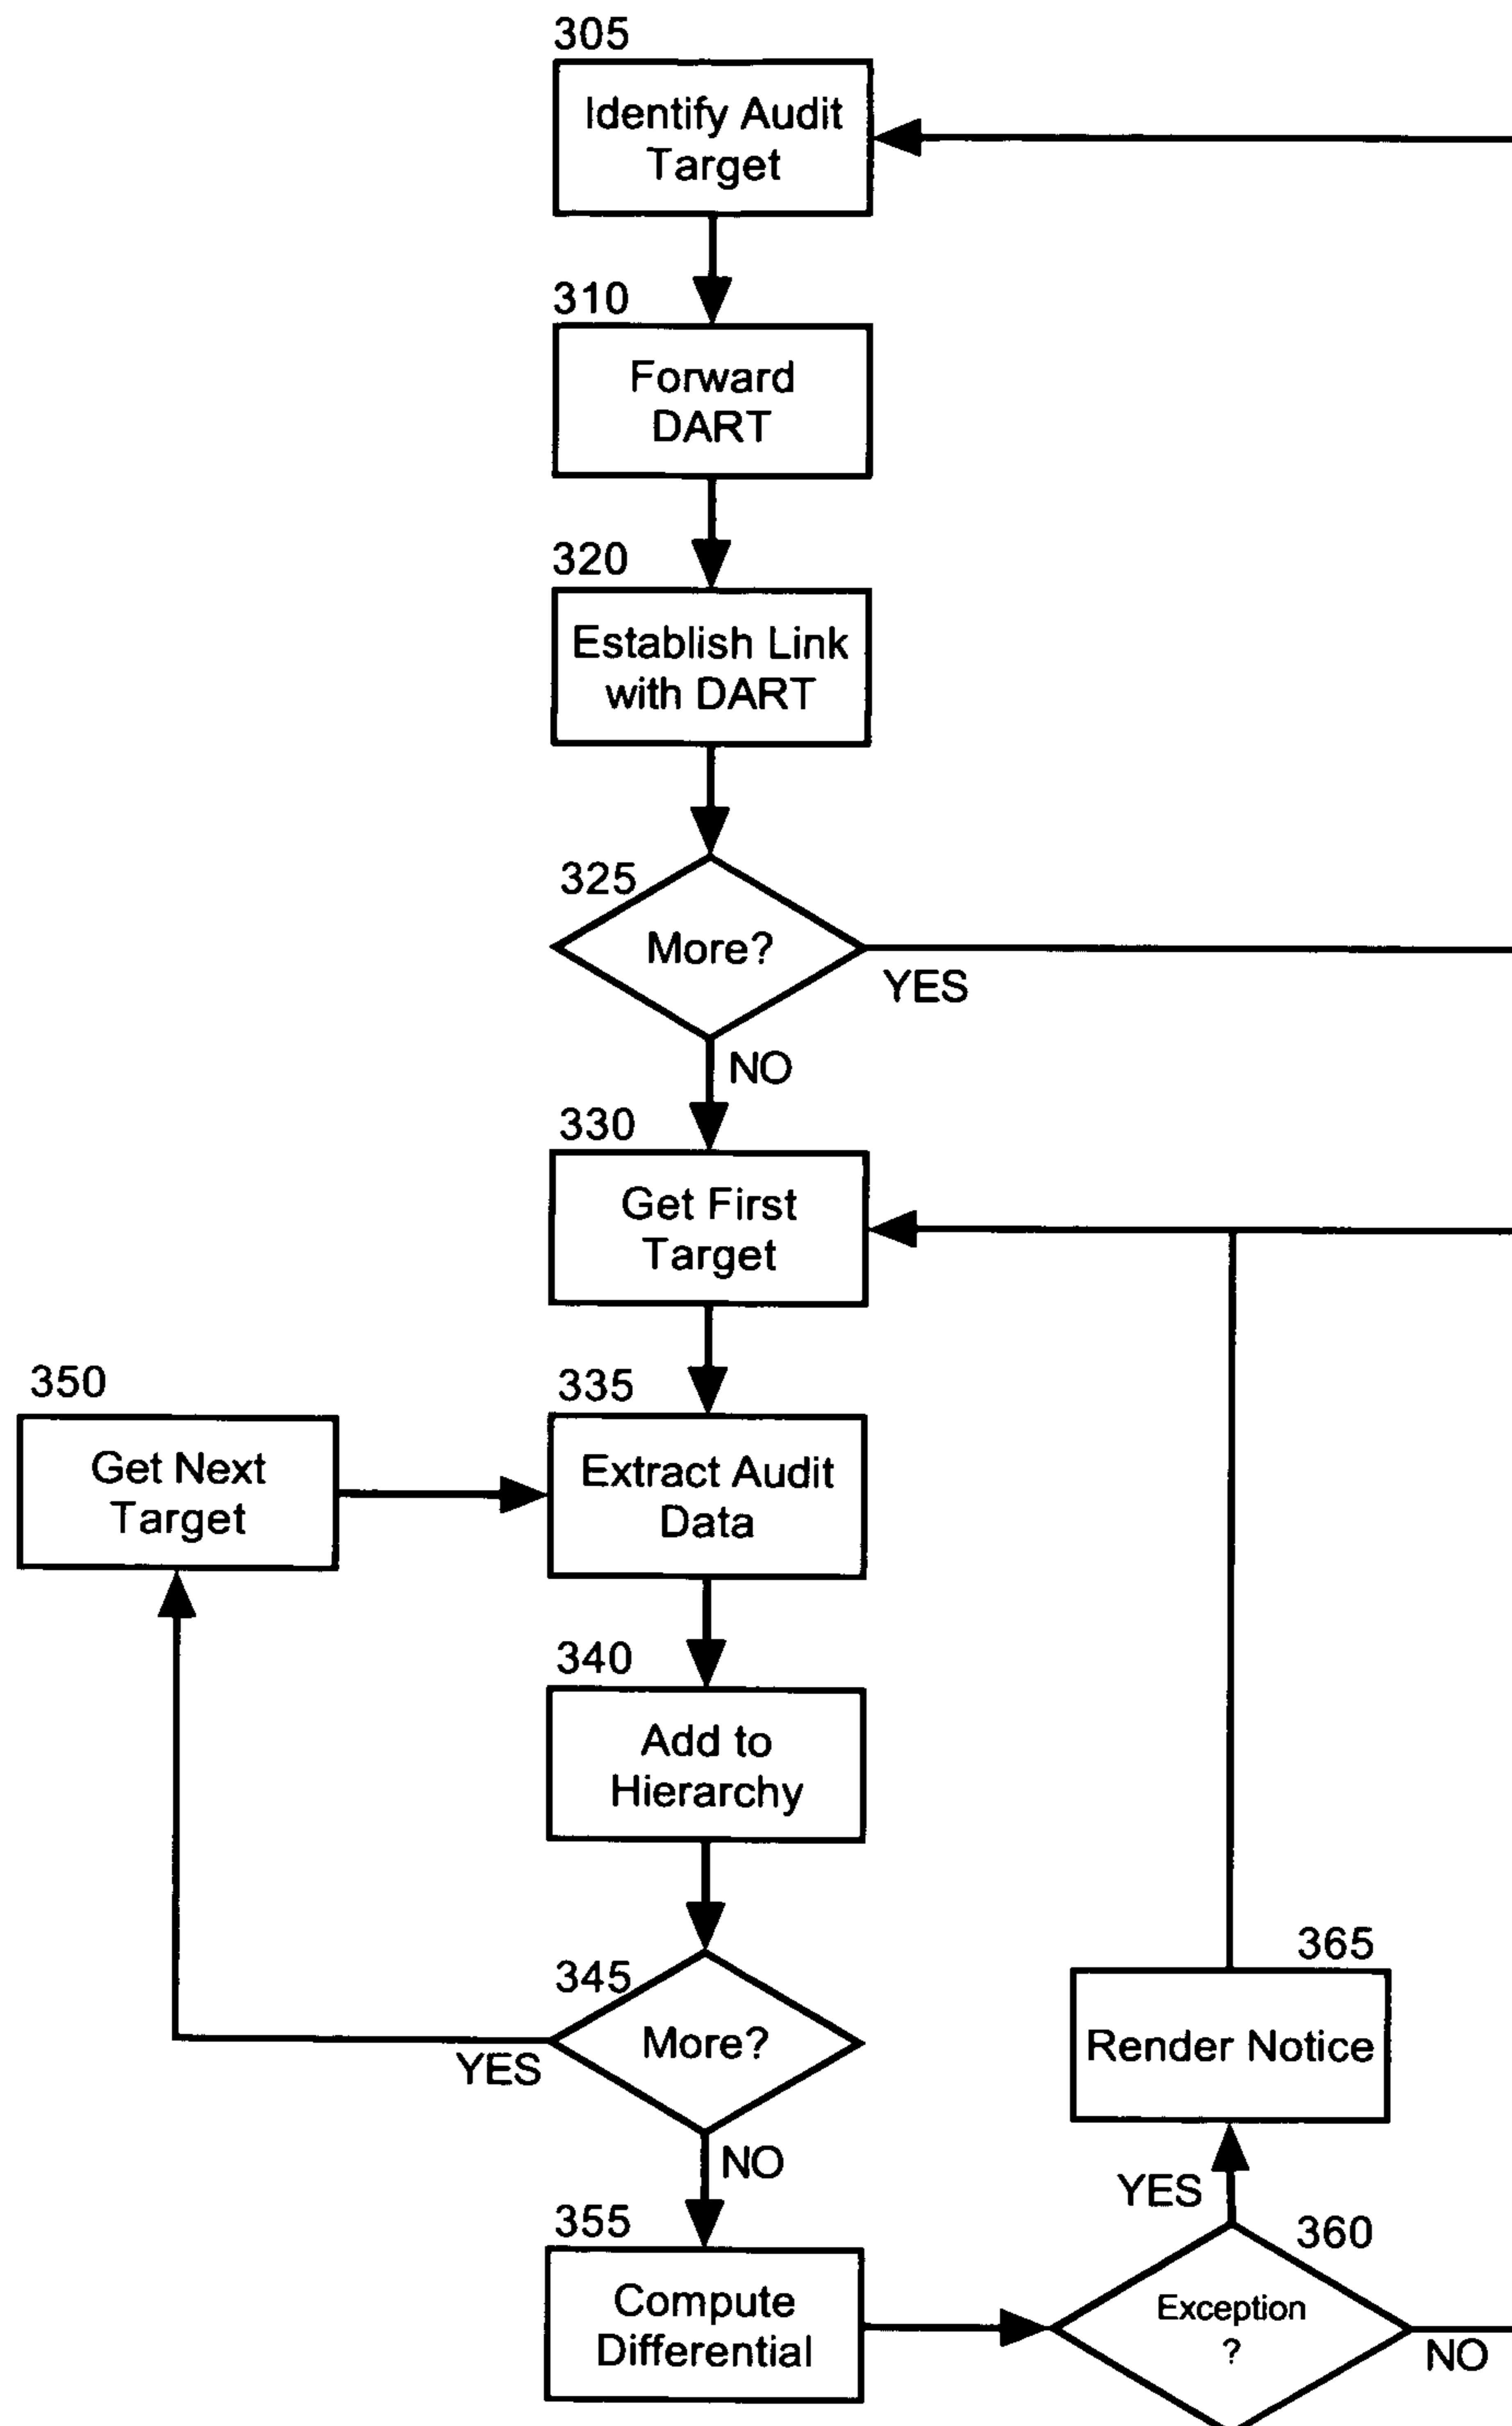 305
Identify Audit
Target
310
Forward
DART
320
Establish Link
with DART
325
More?
YES
NO
330
Get First
Target
350
Get Next
Target
335
Extract Audit
Data
340
Add to
Hierarchy
345
More?
YES
NO
365
Render Notice
YES
355
Compute
Differential
360
Exception
?
NO